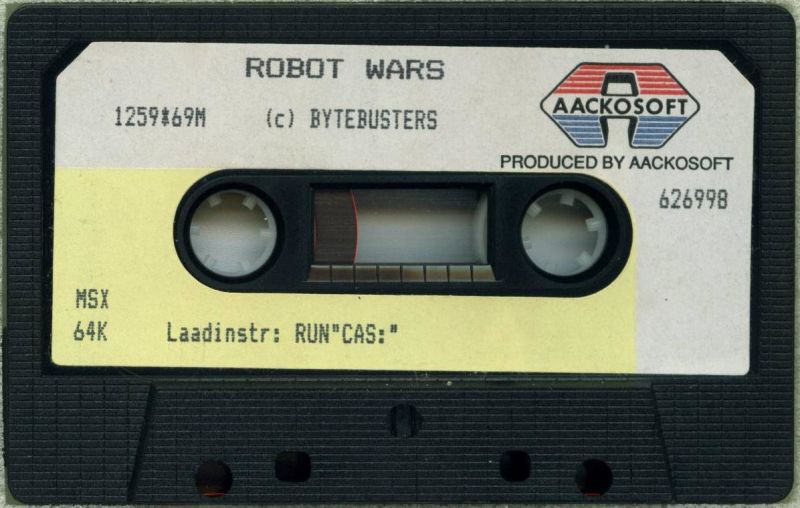 ROBOT WARS
1259*69M (c) BYTEBUSTERS
AACKOSOFT
PRODUCED BY AACKOSOFT
626998
MSX
64K Laadinstr: RUN"CAS:"